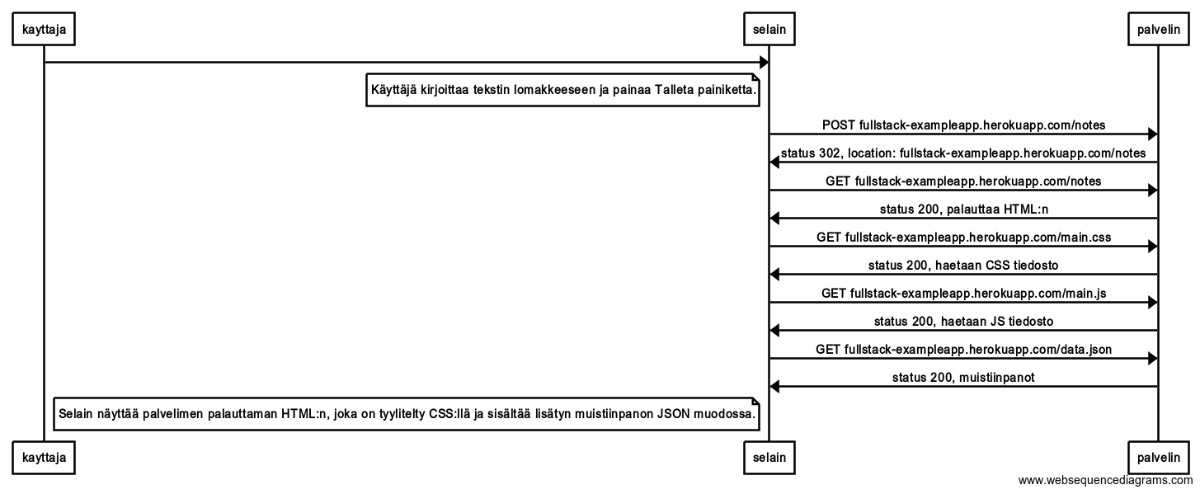 kayttaja
selain
palvelin
Käyttäjä kirjoittaa tekstin lomakkeeseen ja painaa Talleta painiketta.
POST fullstack-exampleapp.herokuapp.com/notes
status 302, location: fullstack-exampleapp.herokuapp.com/notes
GET fullstack-exampleapp.herokuapp.com/notes
status 200, palauttaa HTML:n
GET fullstack-exampleapp.herokuapp.com/main.css
status 200, haetaan CSS tiedosto
GET fullstack-exampleapp.herokuapp.com/main.js
status 200, haetaan JS tiedosto
GET fullstack-exampleapp.herokuapp.com/data.json
status 200, muistiinpanot
Selain näyttää palvelimen palauttaman HTML:n, joka on tyylitelty CSS:llä ja sisältää lisätyn muistiinpanon JSON muodossa.
kayttaja
selain
palvelin
www.websequencediagrams.com